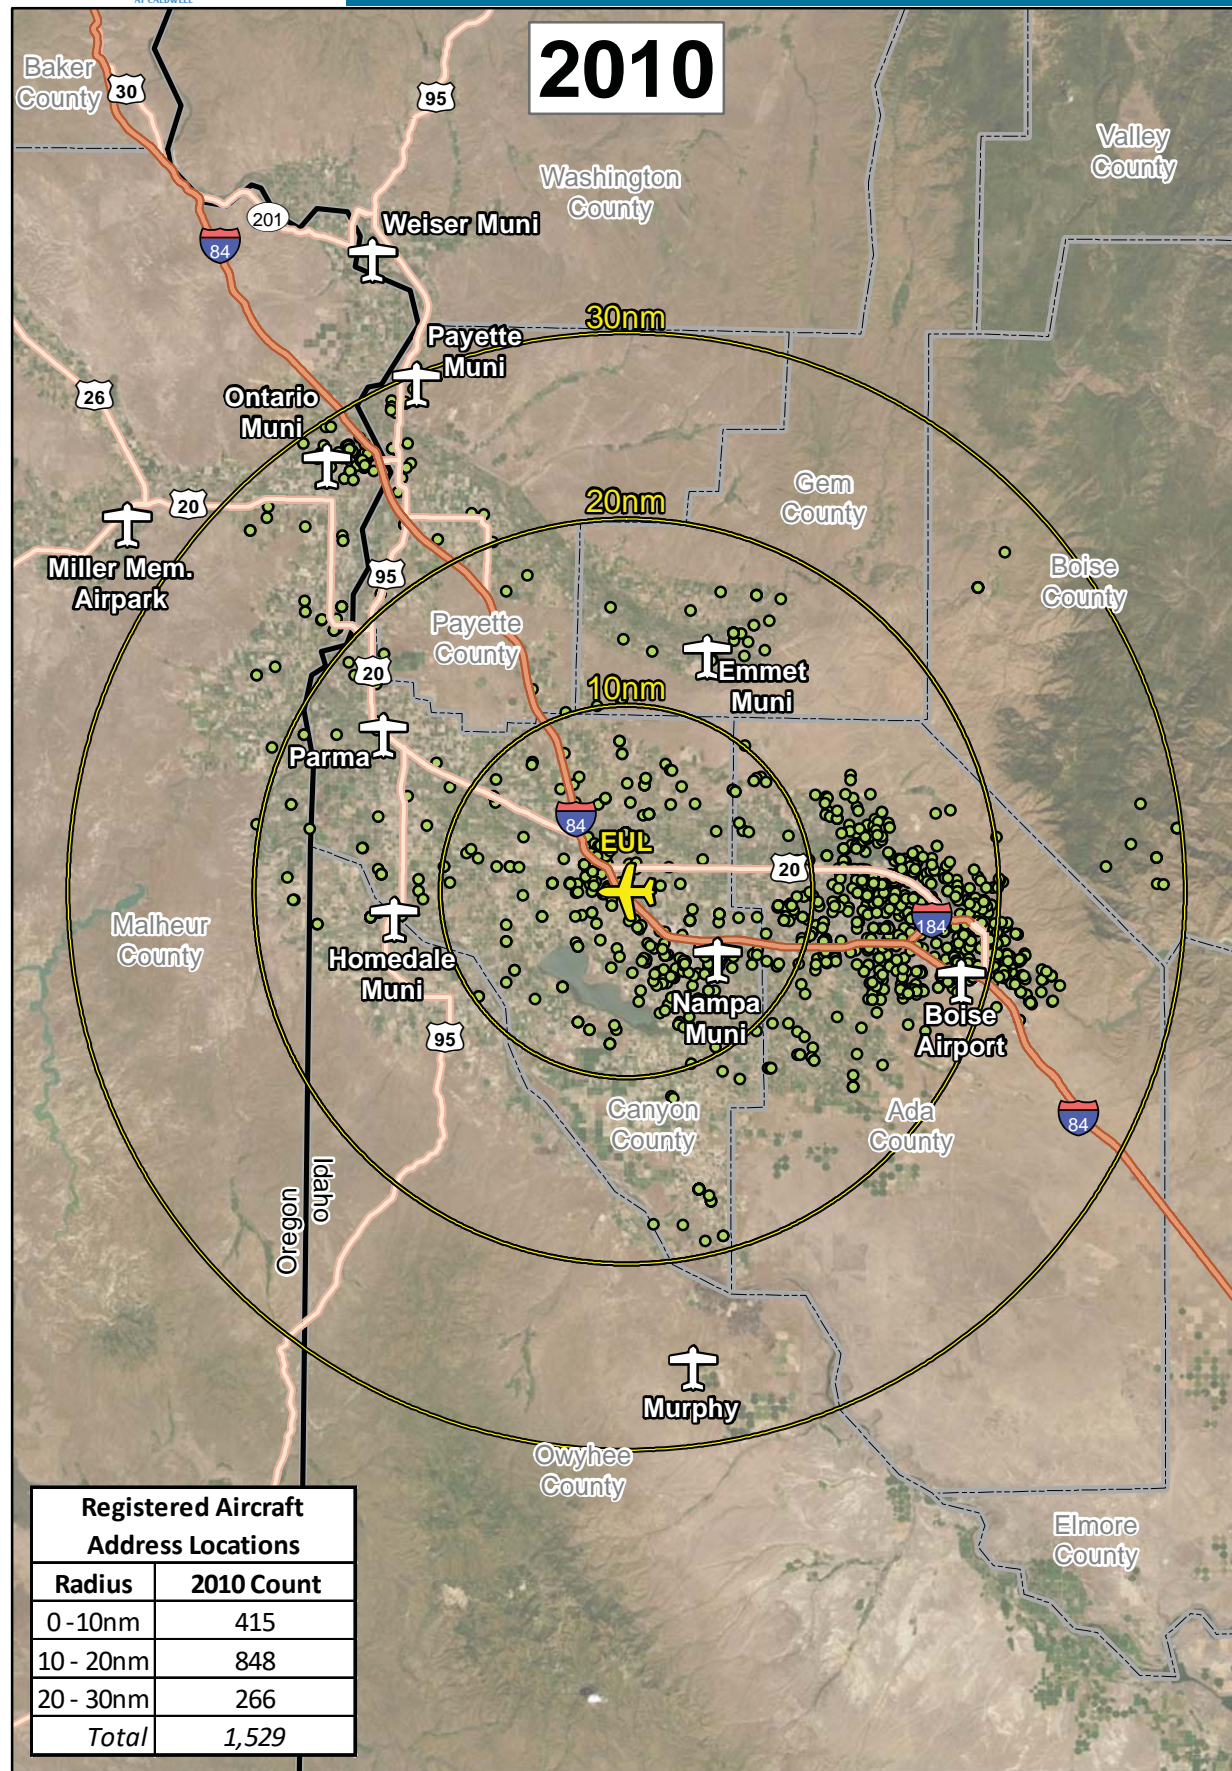 AT CALDWELL
2010
Baker
County
30
95
Valley
County
Washington
County
201
Weiser Muni
84
30nm
Payette
Muni
26
Ontario
Muni
Gem
County
20nm
20
Boise
County
Miller Mem.
Airpark
95
Payette
County
20
Emmet
Muni
10nm
Parma
84
EUL
20
184
Malheur
County
Homedale
Muni
Nampa
Muni
Boise
Airport
95
Canyon
County
Ada
County
84
Oregon
Idaho
Murphy
Owyhee
County
Elmore
County
Registered Aircraft
Address Locations
Radius 2010 Count
0 -10nm 415
10 - 20nm 848
20 - 30nm 266
Total 1,529